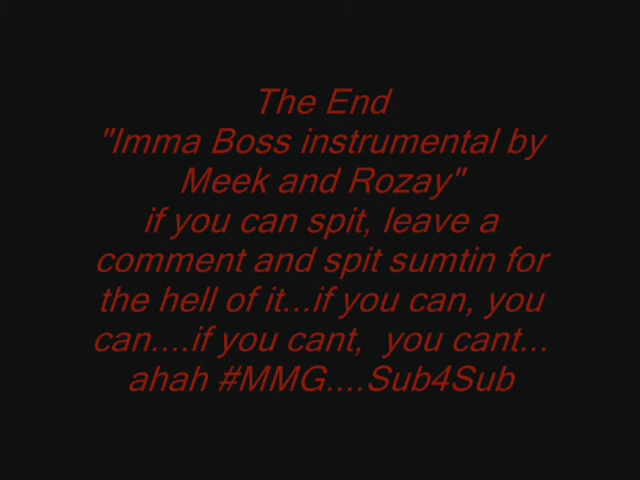 The End
"Imma Boss instrumental by
Meek and Rozay"
if you can spit, leave a
comment and spit sumtin for
the hell of it...if you can, you
can....if you cant,  you cant...
ahah #MMG....Sub4Sub